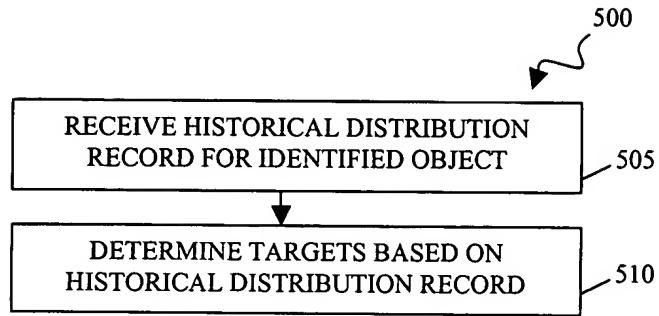 500
RECEIVE HISTORICAL DISTRIBUTION
RECORD FOR IDENTIFIED OBJECT
505
DETERMINE TARGETS BASED ON
HISTORICAL DISTRIBUTION RECORD
510